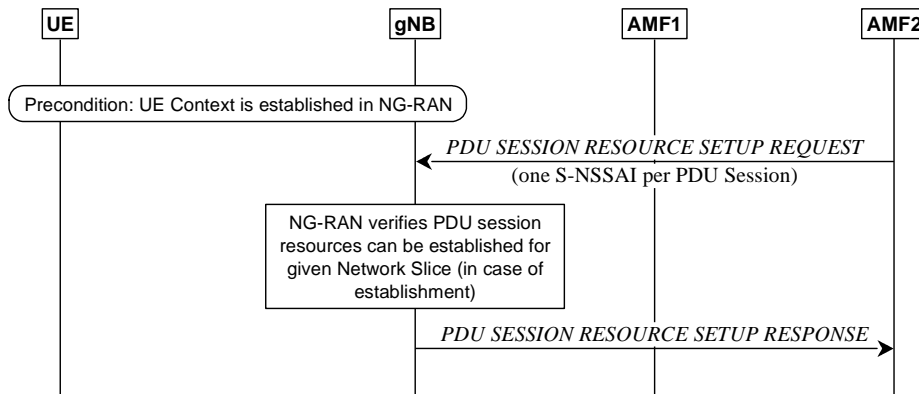 UE gNB AMF1 AMF2
Precondition: UE Context is established in NG-RAN
PDU SESSION RESOURCE SETUP REQUEST
(one S-NSSAI per PDU Session)
NG-RAN verifies PDU session
resources can be established for
given Network Slice (in case of
establishment)
PDU SESSION RESOURCE SETUP RESPONSE